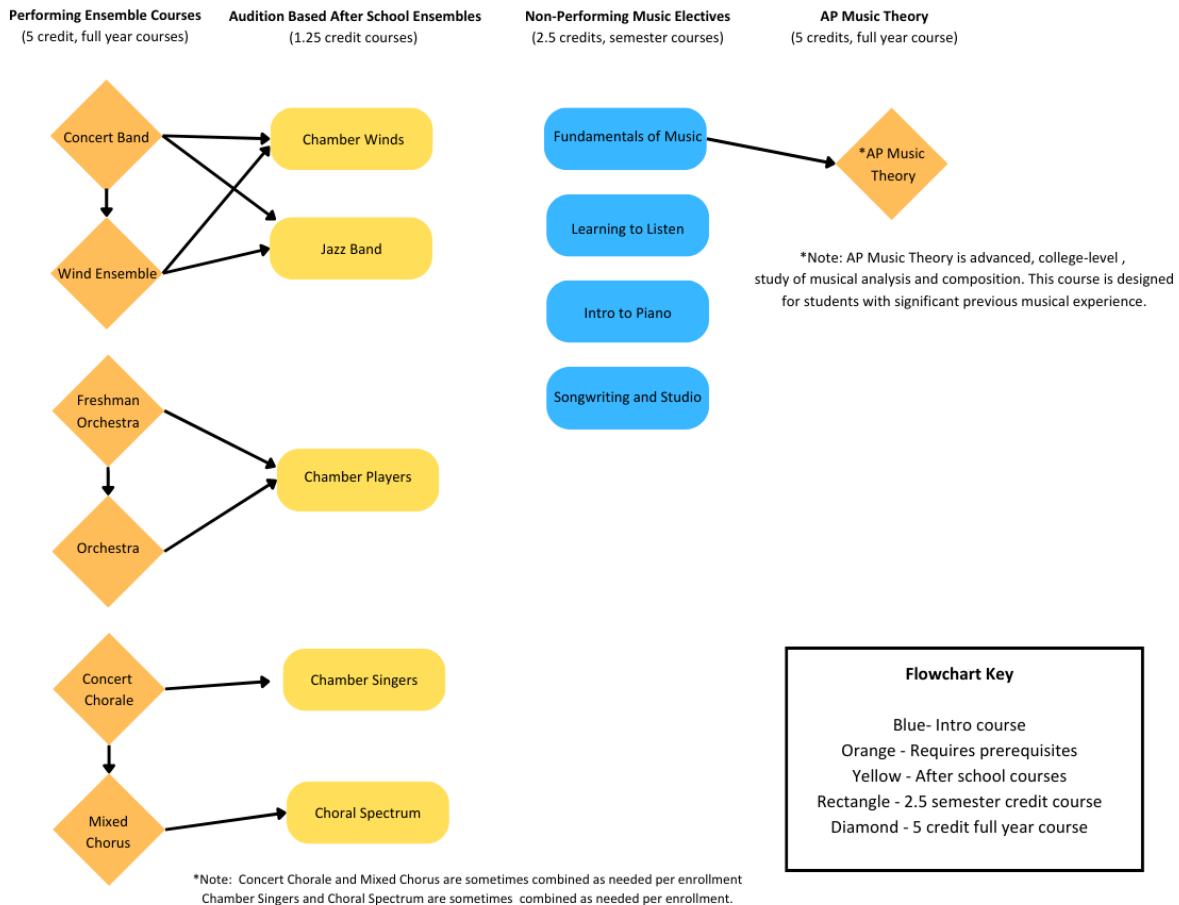 Performing Ensemble Courses
(5 credit, full year courses)
Audition Based After School Ensembles
(1.25 credit courses)
Non-Performing Music Electives
(2.5 credits, semester courses)
AP Music Theory
(5 credits, full year course)
Concert Band
Chamber Winds
Wind Ensemble
Jazz Band
Freshman
Orchestra
Chamber Players
Orchestra
Concert
Chorale
Chamber Singers
Mixed
Chorus
Choral Spectrum
*Note:  Concert Chorale and Mixed Chorus are sometimes combined as needed per enrollment
Chamber Singers and Choral Spectrum are sometimes  combined as needed per enrollment.
Fundamentals of Music
Learning to Listen
Intro to Piano
Songwriting and Studio
*AP Music
Theory
*Note: AP Music Theory is advanced, college-level ,
study of musical analysis and composition. This course is designed
for students with significant previous musical experience.
Flowchart Key
Blue- Intro course
Orange - Requires prerequisites
Yellow - After school courses
Rectangle - 2.5 semester credit course
Diamond - 5 credit full year course